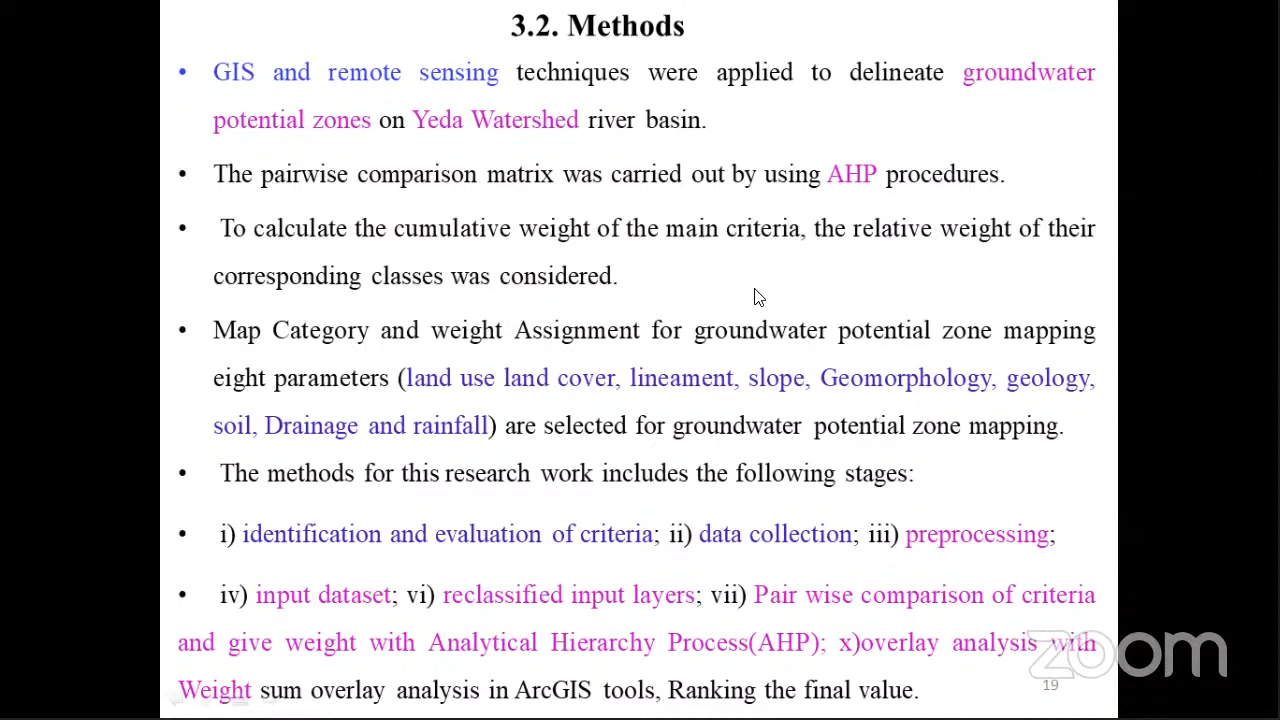 3.2. Methods
• GIS and remote sensing techniques were applied to delineate groundwater
potential zones on Yeda Watershed river basin.
• The pairwise comparison matrix was carried out by using AHP procedures.
• To calculate the cumulative weight of the main criteria, the relative weight of their
corresponding classes was considered.
• Map Category and weight Assignment for groundwater potential zone mapping
eight parameters (land use land cover, lineament, slope, Geomorphology, geology,
soil, Drainage and rainfall) are selected for groundwater potential zone mapping.
• The methods for this research work includes the following stages:
• i) identification and evaluation of criteria; ii) data collection; iii) preprocessing;
• iv) input dataset; vi) reclassified input layers; vii) Pair wise comparison of criteria
and give weight with Analytical Hierarchy Process(AHP); x)overlay analysis with
Weight sum overlay analysis in ArcGIS tools, Ranking the final value.
zoom
19